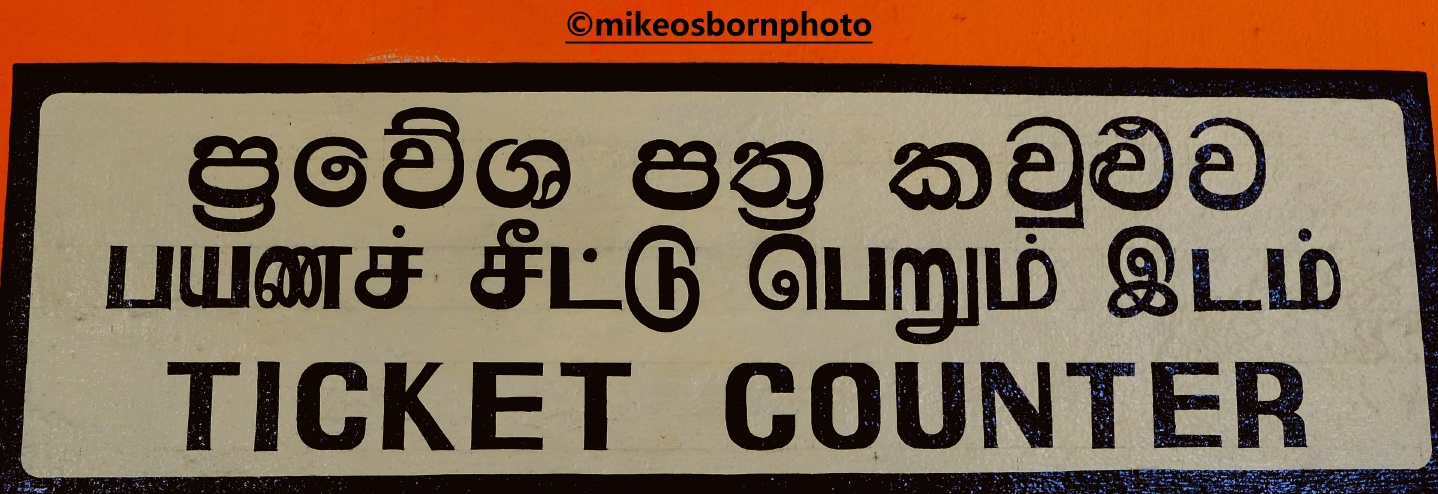 ©mikeosbornphoto
ප්‍රවේශ පත්‍ර කවුළුව
பயணச் சீட்டு பெறும் இடம்
TICKET COUNTER